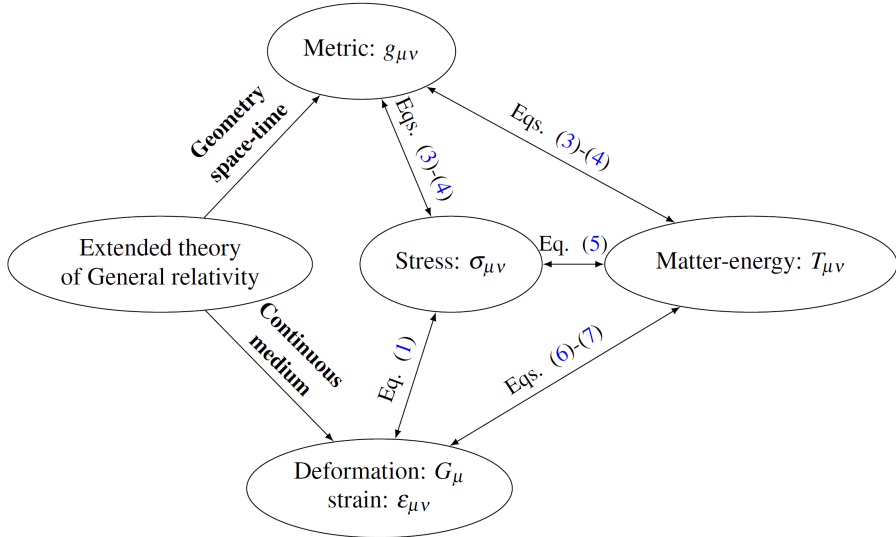 Metric: gμν
Geometry
space-time
Eqs. (3)-(4)
Eqs. (3)-(4)
Extended theory
of General relativity
Stress: σμν
Eq. (5)
Matter-energy: Tμν
Continuous
medium
Eq. (1)
Eqs. (6)-(7)
Deformation: Gμ
strain: εμν